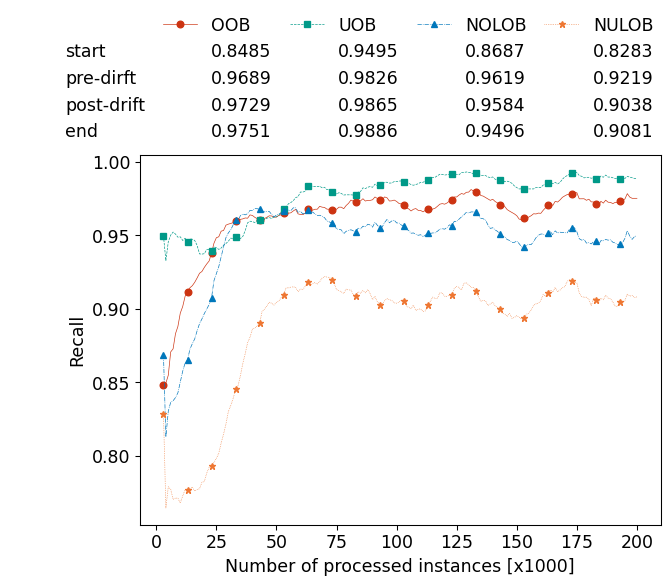 OOB UOB NOLOB NULOB
start 0.8485 0.9495 0.8687 0.8283
pre-dirft 0.9689 0.9826 0.9619 0.9219
post-drift 0.9729 0.9865 0.9584 0.9038
end 0.9751 0.9886 0.9496 0.9081
1.00
0.95
0.90
0.85
0.80
Recall
0 25 50 75 100 125 150 175 200
Number of processed instances [x1000]